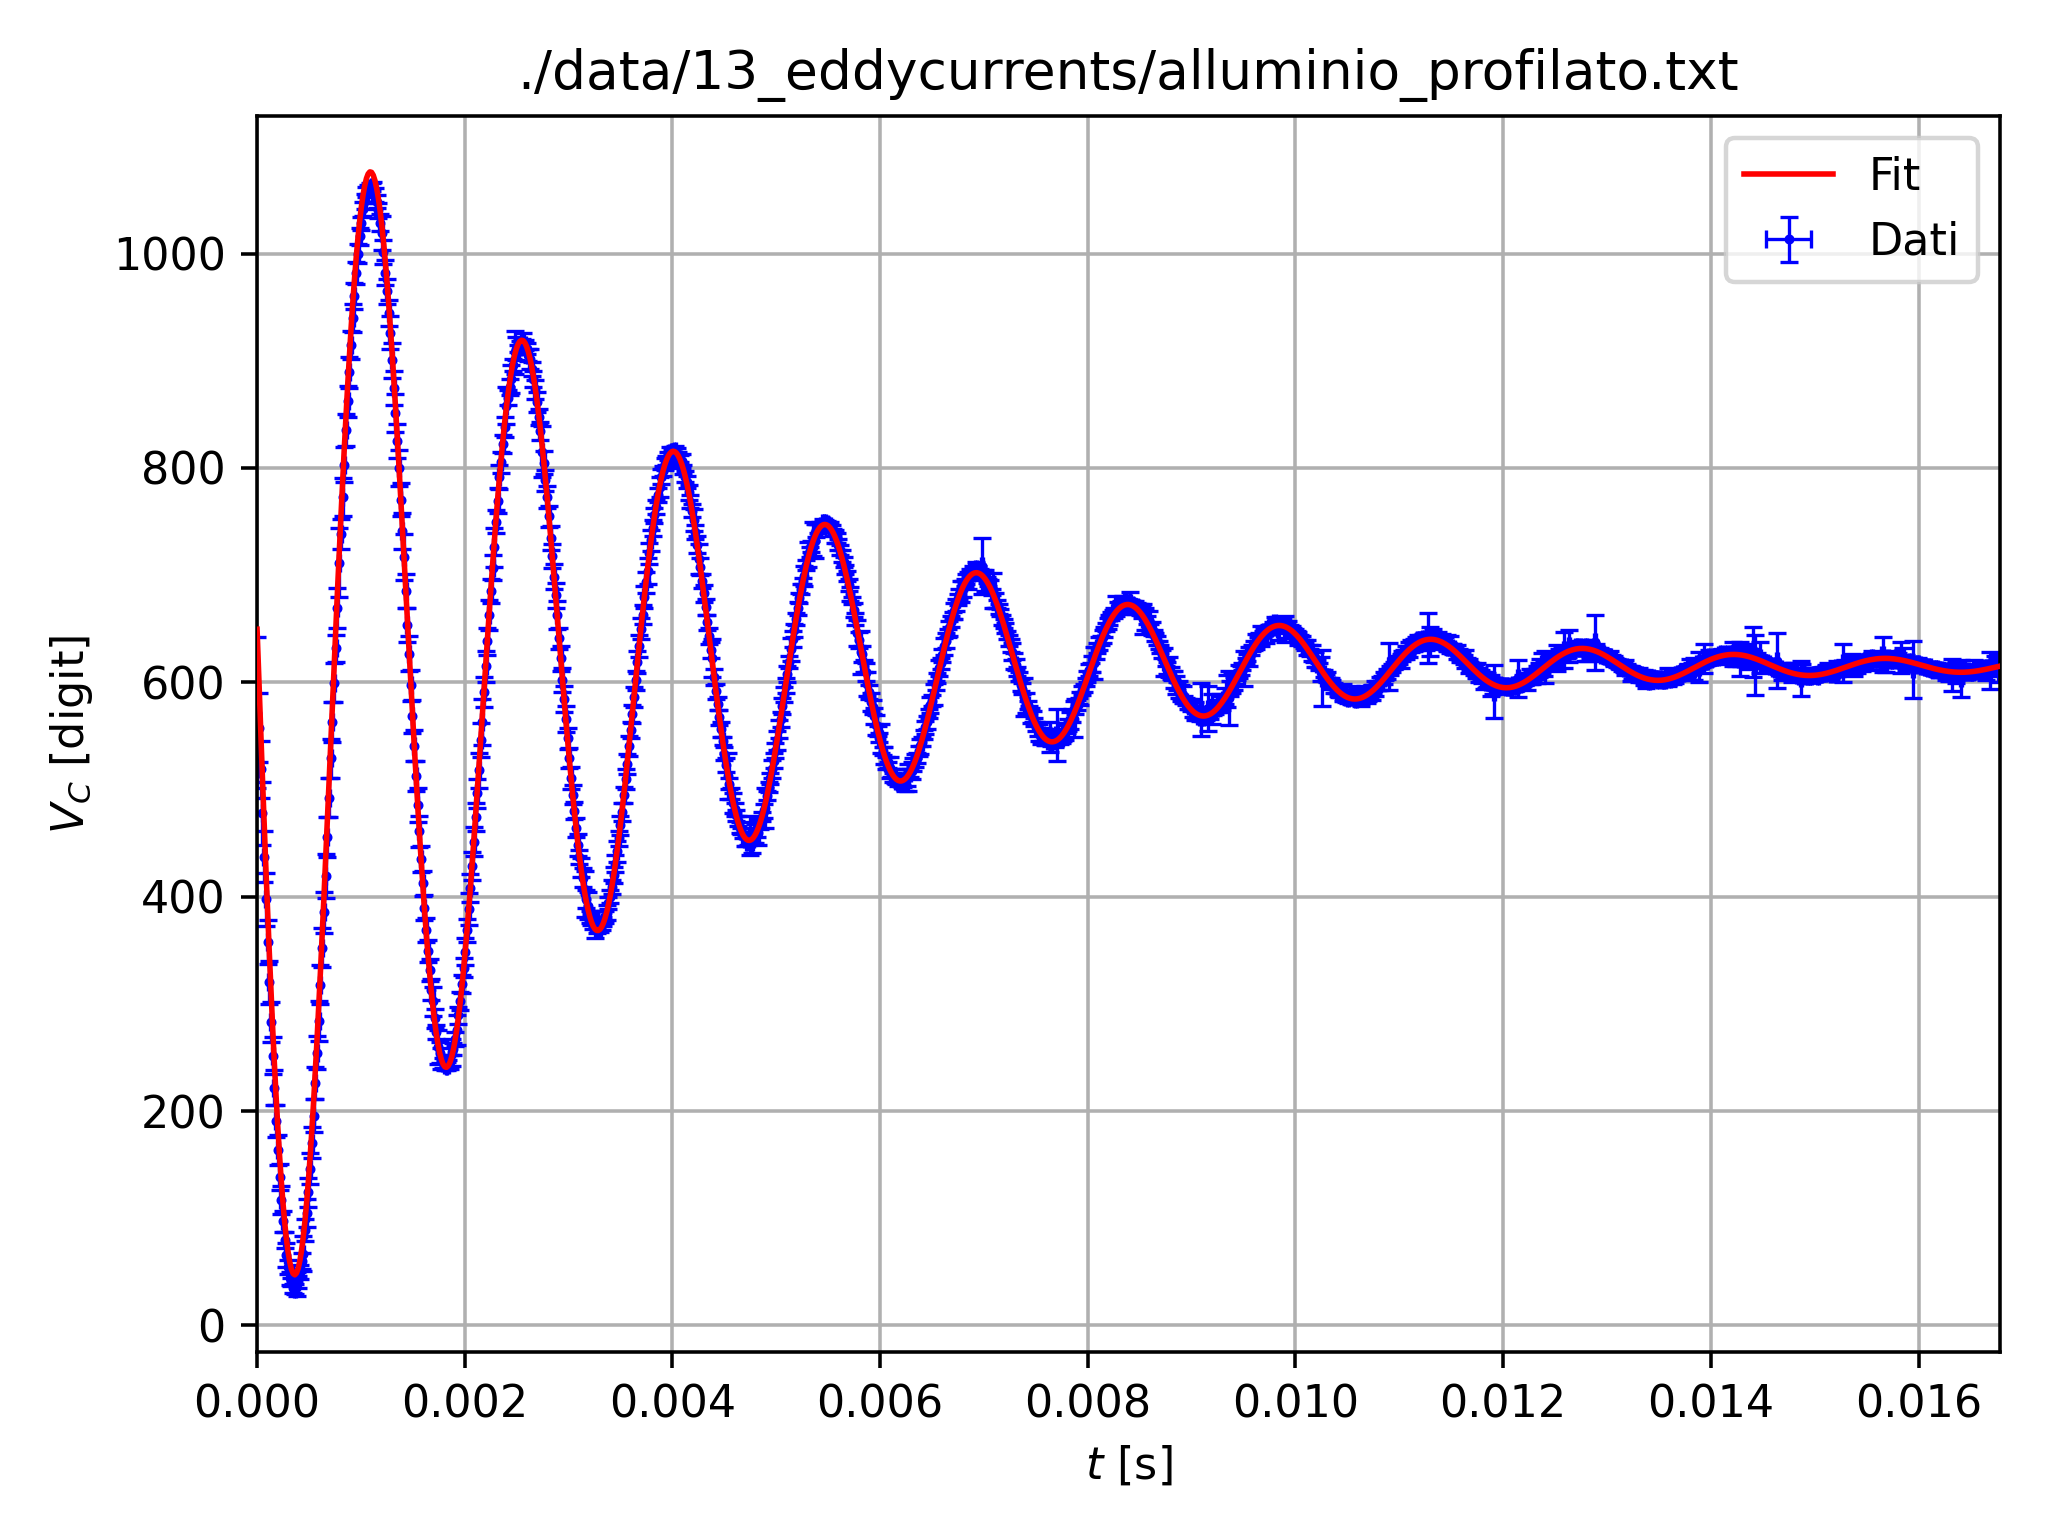 ./data/13_eddycurrents/alluminio_profilato.txt
Fit
Dati
1000
800
600
400
200
0
V_C [digit]
0.000 0.002 0.004 0.006 0.008 0.010 0.012 0.014 0.016
t [s]